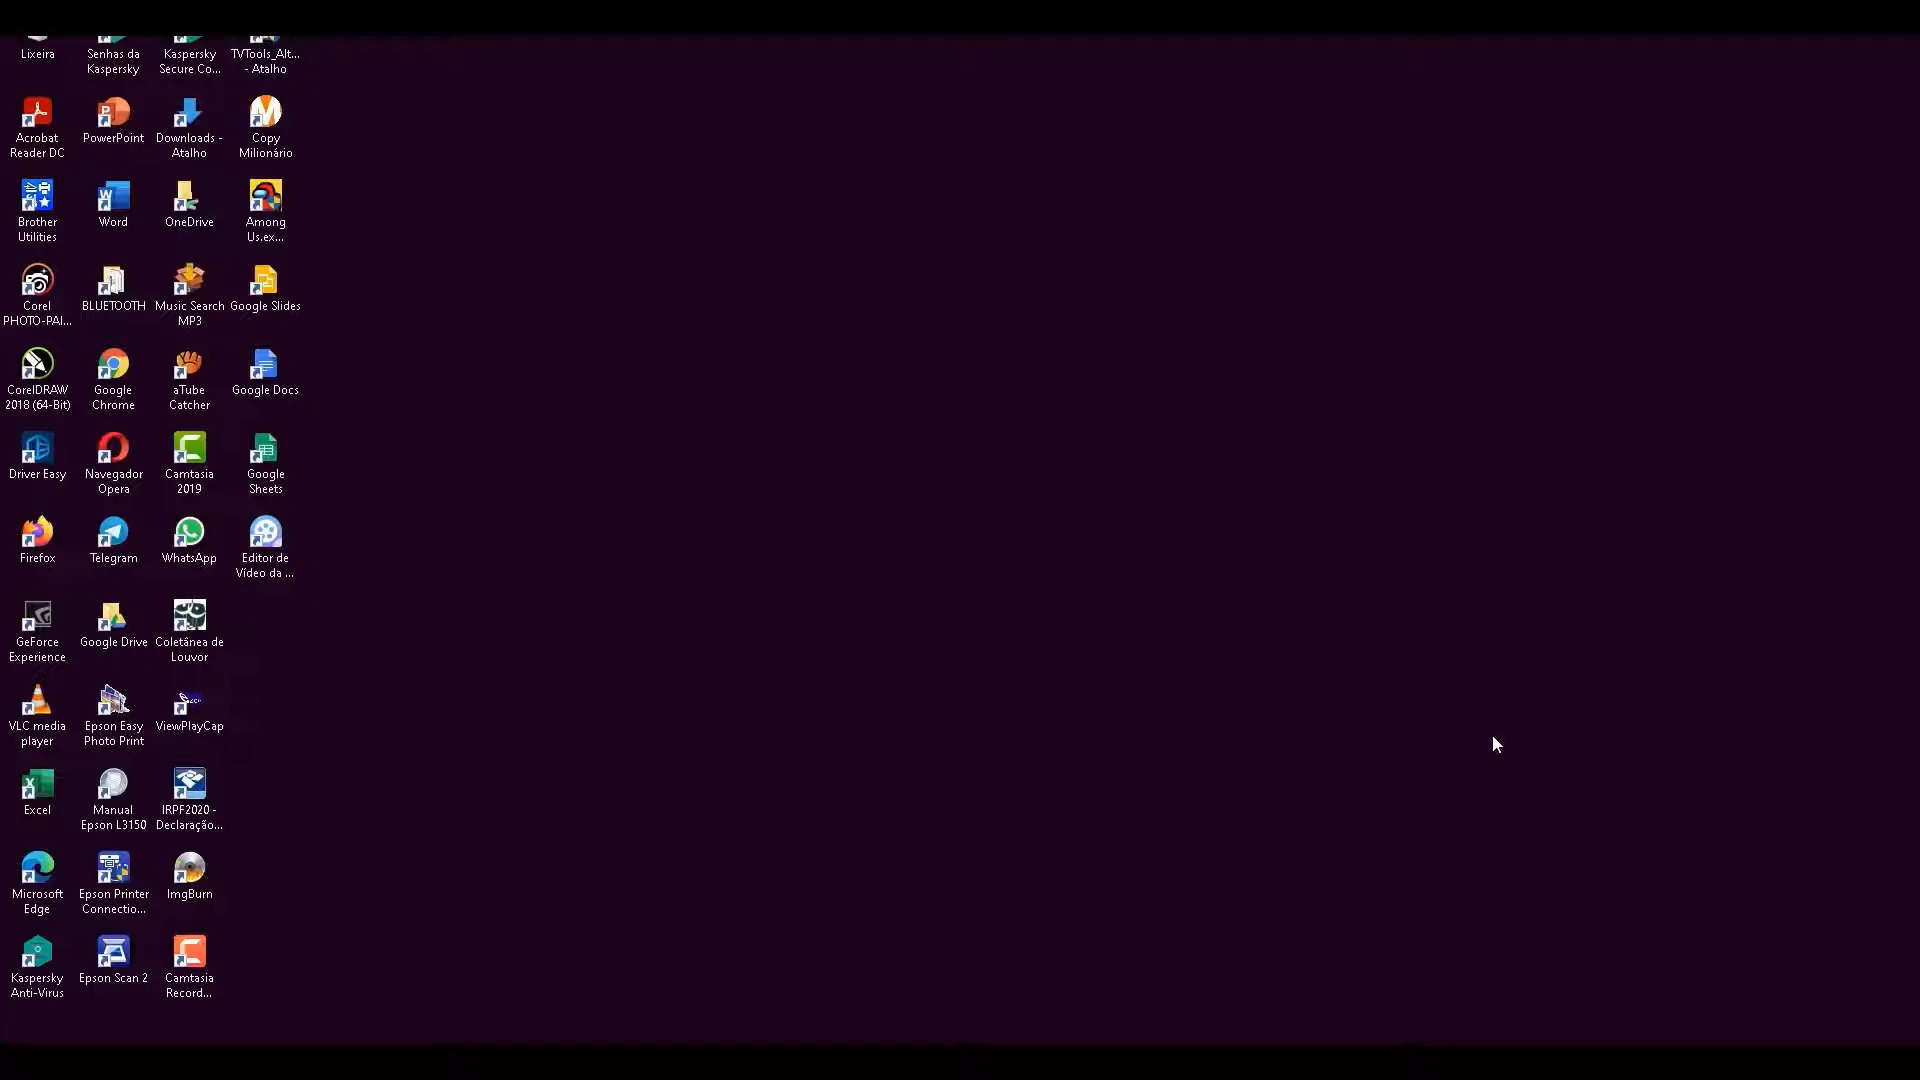 Lixeira
Senhas da
Kaspersky
Kaspersky
Secure Co...
TVTools_Alt...
- Atalho
Acrobat
Reader DC
PowerPoint
Downloads -
Atalho
Copy
Milionário
Brother
Utilities
Word
OneDrive
Among
Us.ex...
Corel
PHOTO-PAI...
BLUETOOTH
Music Search
MP3
Google Slides
CorelDRAW
2018 (64-Bit)
Google
Chrome
aTube
Catcher
Google Docs
Driver Easy
Navegador
Opera
Camtasia
2019
Google
Sheets
Firefox
Telegram
WhatsApp
Editor de
Vídeo da ...
GeForce
Experience
Google Drive
Coletânea de
Louvor
VLC media
player
Epson Easy
Photo Print
ViewPlayCap
Excel
Manual
Epson L3150
IRPF2020 -
Declaração...
Microsoft
Edge
Epson Printer
Connectio...
ImgBurn
Kaspersky
Anti-Virus
Epson Scan 2
Camtasia
Record...